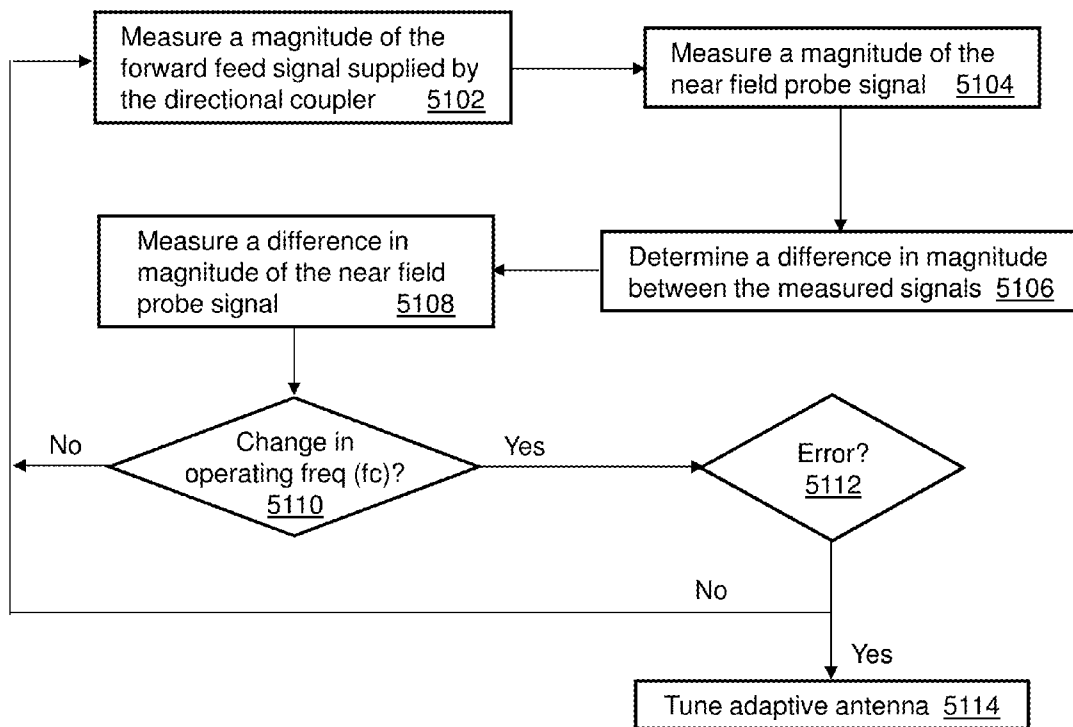 Measure a magnitude of the
forward feed signal supplied by
the directional coupler 5102
Measure a magnitude of the
near field probe signal 5104
Measure a difference in
magnitude of the near field
probe signal 5108
Determine a difference in magnitude
between the measured signals 5106
No
Change in
operating freq (fc)?
5110
Yes
Error?
5112
No
Yes
Tune adaptive antenna 5114